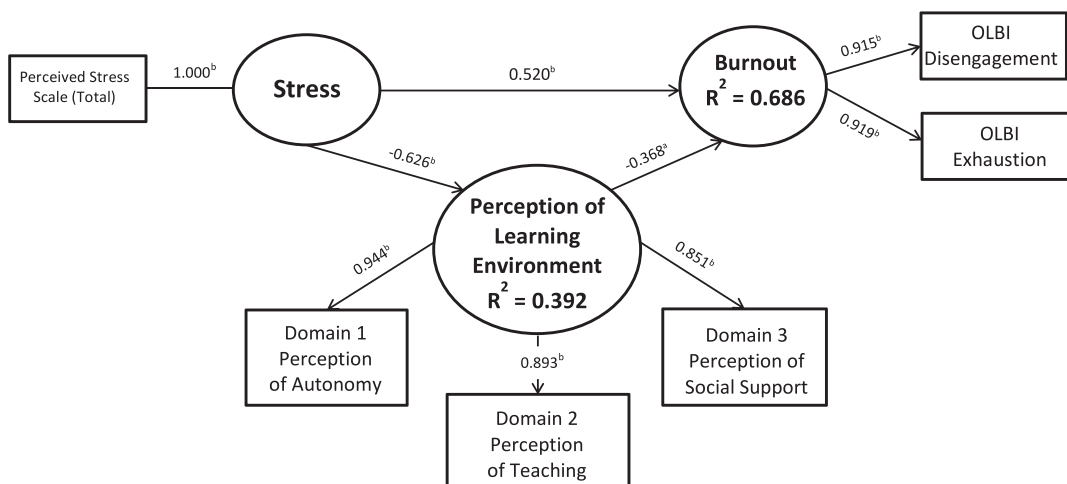 Perceived Stress
Scale (Total)
1.000ᵇ
Stress
0.520ᵇ
Burnout
R² = 0.686
0.915ᵇ
OLBI
Disengagement
0.919ᵇ
OLBI
Exhaustion
-0.626ᵇ
-0.368ᵃ
Perception of
Learning
Environment
R² = 0.392
0.944ᵇ
Domain 1
Perception
of Autonomy
0.893ᵇ
Domain 2
Perception
of Teaching
0.851ᵇ
Domain 3
Perception of
Social Support